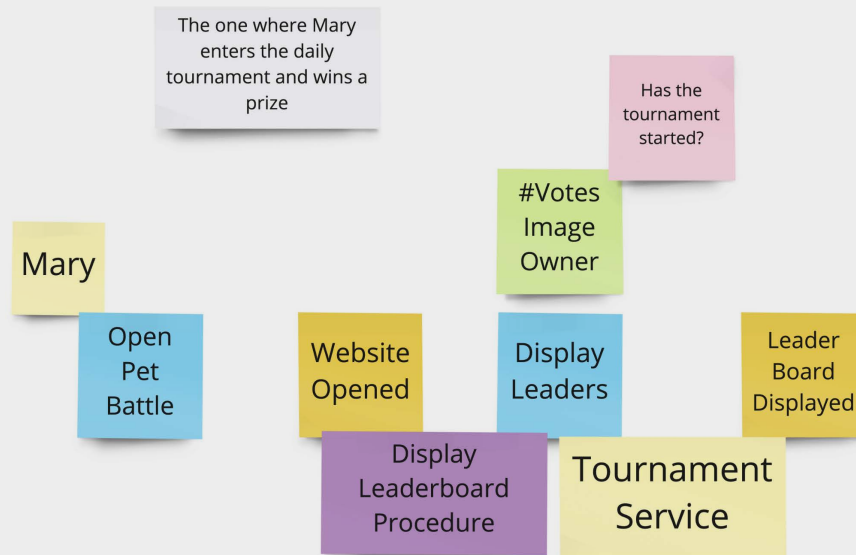 The one where Mary
enters the daily
tournament and wins a
prize
Has the
tournament
started?
#Votes
Image
Owner
Mary
Open
Pet
Battle
Website
Opened
Display
Leaders
Leader
Board
Displayed
Display
Leaderboard
Procedure
Tournament
Service